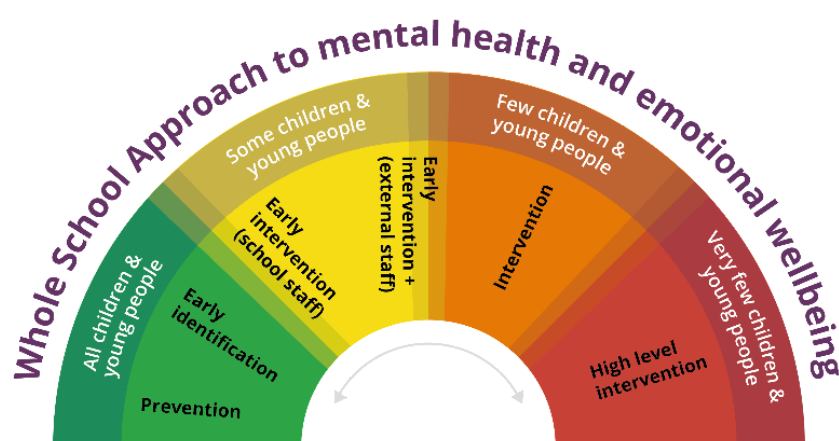 Whole School Approach to mental health and emotional wellbeing
All children &
young people
Prevention
Early
identification
Some children &
young people
Early
intervention
(school staff)
Early
intervention +
(external staff)
Few children &
young people
Intervention
Very few children &
young people
High level
intervention